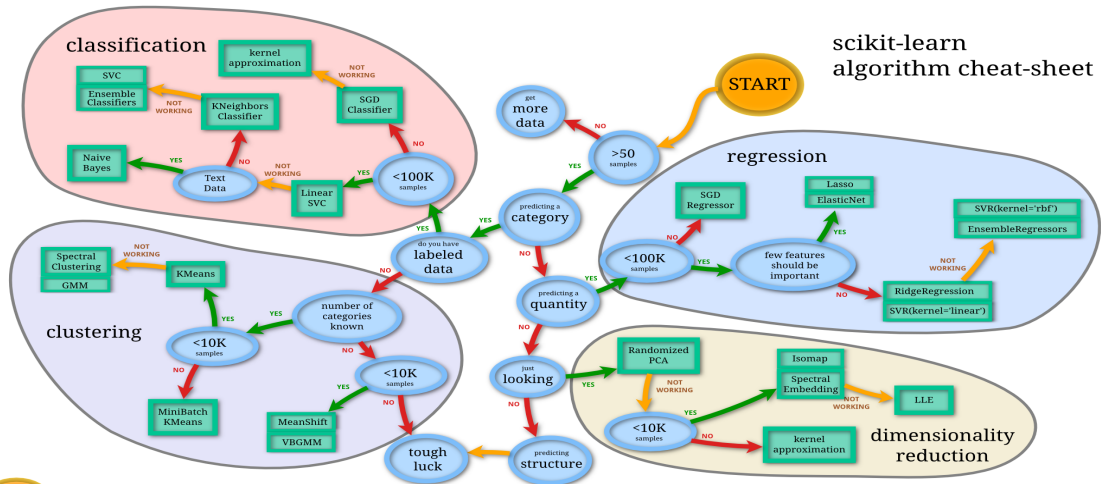 scikit-learn
algorithm cheat-sheet
START
classification
kernel
approximation
NOT
WORKING
SVC
Ensemble
Classifiers
NOT
WORKING
KNeighbors
Classifier
SGD
Classifier
Naive
Bayes
YES
NO
Text
Data
NOT
WORKING
Linear
SVC
YES
NO
<100K
samples
get
more
data
NO
>50
samples
YES
predicting a
category
YES
NO
do you have
labeled
data
YES
NO
predicting a
quantity
YES
NO
just
looking
YES
NO
predicting
structure
tough
luck
regression
SGD
Regressor
NO
<100K
samples
YES
Lasso
ElasticNet
YES
few features
should be
important
NO
SVR(kernel='rbf')
EnsembleRegressors
NOT
WORKING
RidgeRegression
SVR(kernel='linear')
clustering
Spectral
Clustering
GMM
NOT
WORKING
KMeans
YES
<10K
samples
NO
MiniBatch
KMeans
YES
number of
categories
known
NO
<10K
samples
YES
NO
MeanShift
VBGMM
dimensionality
reduction
Randomized
PCA
NOT
WORKING
<10K
samples
YES
NO
Isomap
Spectral
Embedding
NOT
WORKING
LLE
kernel
approximation